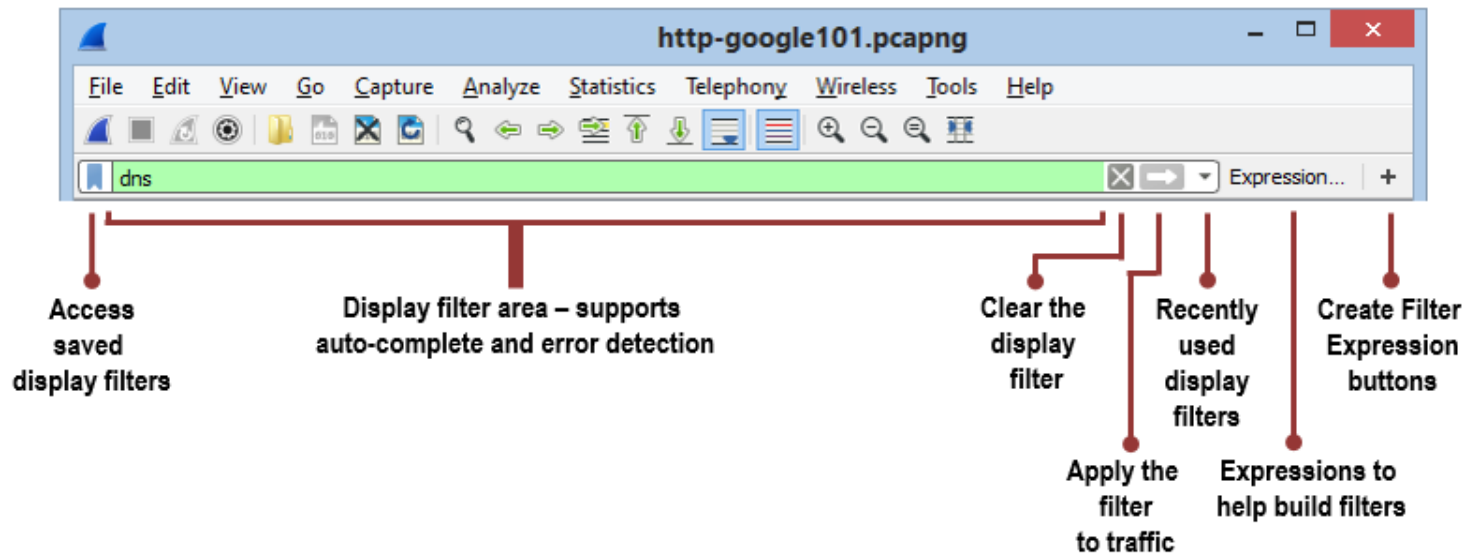 http-google101.pcapng
File Edit View Go Capture Analyze Statistics Telephony Wireless Tools Help
dns
Expression...
+
Access
saved
display filters
Display filter area – supports
auto-complete and error detection
Clear the
display
filter
Apply the
filter
to traffic
Recently
used
display
filters
Expressions to
help build filters
Create Filter
Expression
buttons